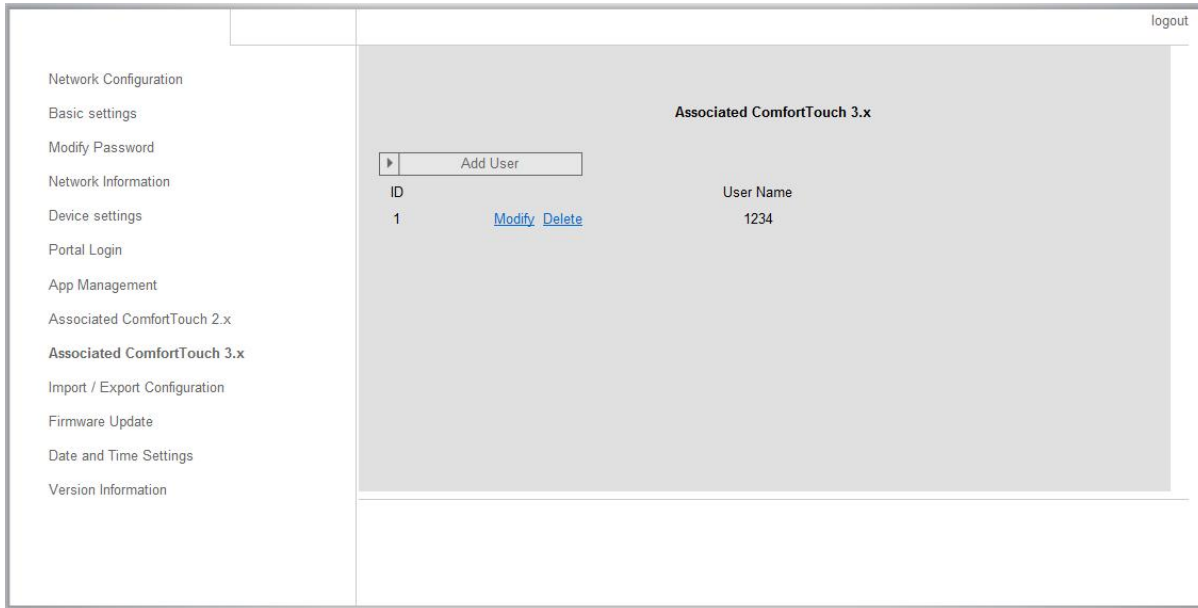 logout
Network Configuration
Basic settings
Modify Password
Network Information
Device settings
Portal Login
App Management
Associated ComfortTouch 2.x
Associated ComfortTouch 3.x
Import / Export Configuration
Firmware Update
Date and Time Settings
Version Information
Associated ComfortTouch 3.x
Add User
ID User Name
1 Modify Delete 1234